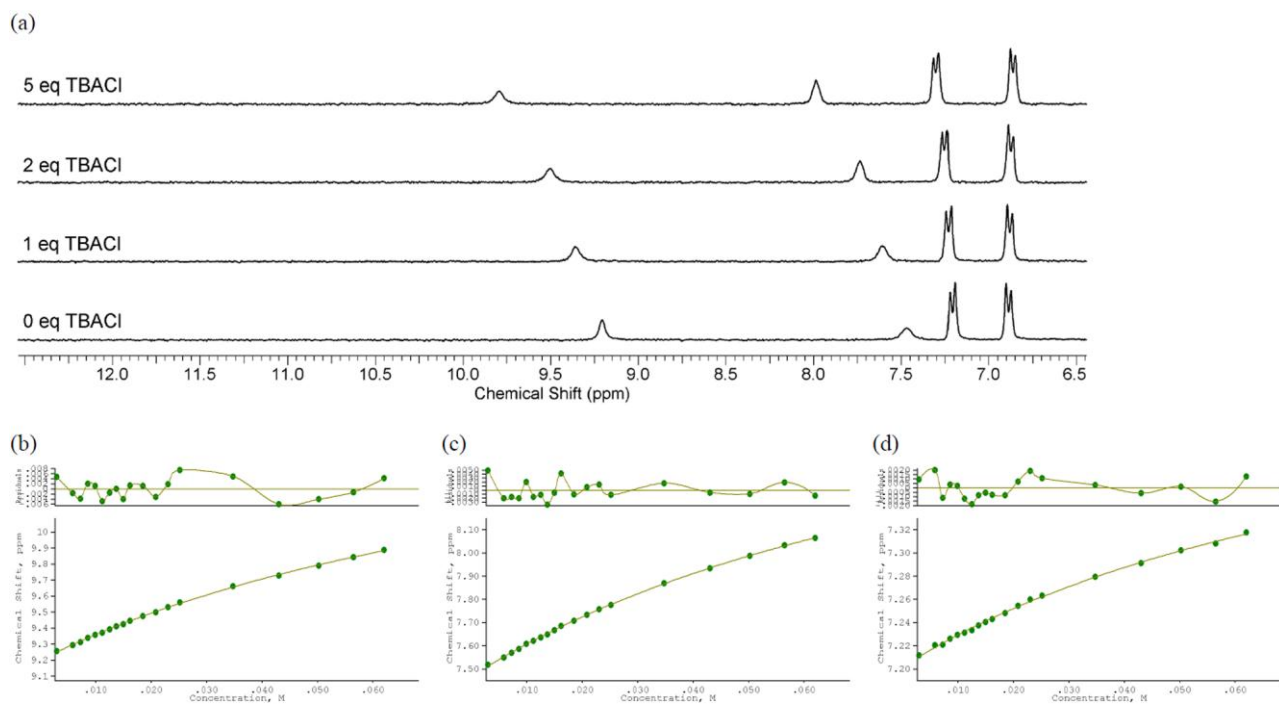 (a)
5 eq TBACl
2 eq TBACl
1 eq TBACl
0 eq TBACl
12.0 11.5 11.0 10.5 10.0 9.5 9.0 8.5 8.0 7.5 7.0 6.5
Chemical Shift (ppm)
(b)
(c)
(d)
10
9.9
9.8
9.7
9.6
9.5
9.4
9.3
9.2
9.1
Chemical Shift, ppm
.010 .020 .030 .040 .050 .060
Concentration, M
8.10
8.00
7.90
7.80
7.70
7.60
7.50
Chemical Shift, ppm
.010 .020 .030 .040 .050 .060
Concentration, M
7.32
7.30
7.28
7.26
7.24
7.22
7.20
Chemical Shift, ppm
.010 .020 .030 .040 .050 .060
Concentration, M